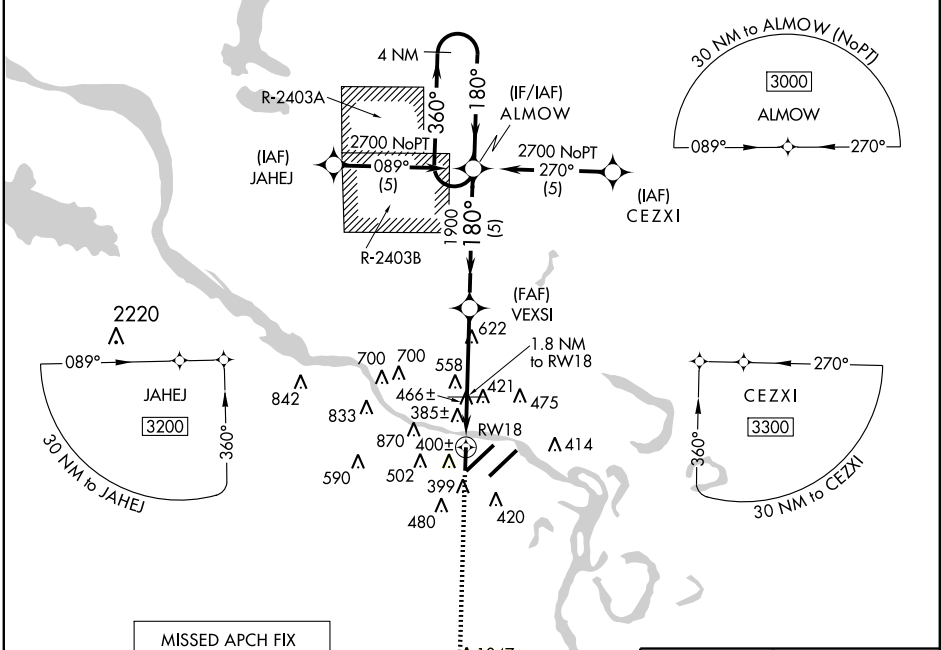 30 NM to ALMOW (NoPT)
3000
ALMOW
089°
270°
4 NM
360°
180°
(IF/IAF)
ALMOW
R-2403A
2700 NoPT
089°
(5)
(IAF)
JAHEJ
2700 NoPT
270°
(5)
(IAF)
CEZXI
1900
180°
(5)
R-2403B
(FAF)
VEXSI
2220
622
1.8 NM
to RW18
089°
JAHEJ
3200
360°
30 NM to JAHEJ
700
700
558
842
466±
421
475
833
385±
RW18
870
400±
414
590
502
399
480
420
270°
CEZXI
3300
360°
30 NM to CEZXI
MISSED APCH FIX